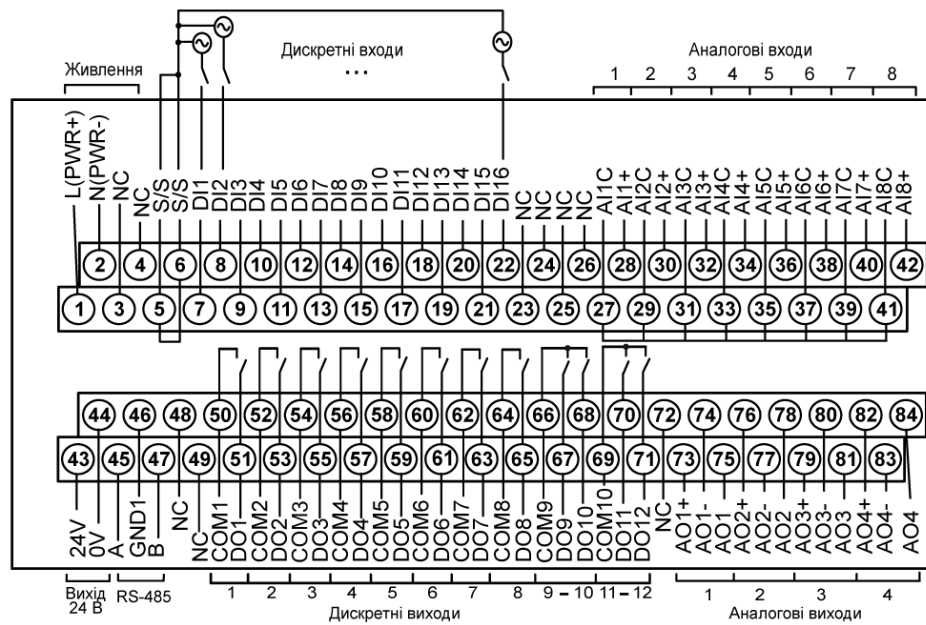 Живлення
Дискретні входи
...
Аналогові входи
1 2 3 4 5 6 7 8
L(PWR+)
N(PWR-)
NC
NC
S/S
S/S
DI1
DI2
DI3
DI4
DI5
DI6
DI7
DI8
DI9
DI10
DI11
DI12
DI13
DI14
DI15
DI16
NC
NC
NC
NC
AI1C
AI1+
AI2C
AI2+
AI3C
AI3+
AI4C
AI4+
AI5C
AI5+
AI6C
AI6+
AI7C
AI7+
AI8C
AI8+
2 4 6 8 10 12 14 16 18 20 22 24 26 28 30 32 34 36 38 40 42
1 3 5 7 9 11 13 15 17 19 21 23 25 27 29 31 33 35 37 39 41
44 46 48 50 52 54 56 58 60 62 64 66 68 70 72 74 76 78 80 82 84
43 45 47 49 51 53 55 57 59 61 63 65 67 69 71 73 75 77 79 81 83
24V
0V
A
GND1
B
NC
NC
COM1
DO1
COM2
DO2
COM3
DO3
COM4
DO4
COM5
DO5
COM6
DO6
COM7
DO7
COM8
DO8
COM9
DO9
DO10
COM10
DO11
DO12
NC
AO1+
AO1-
AO1
AO2+
AO2-
AO2
AO3+
AO3-
AO3
AO4+
AO4-
AO4
Вихід
24 В
RS-485
1 2 3 4 5 6 7 8 9 – 10 11 – 12
Дискретні виходи
1 2 3 4
Аналогові виходи